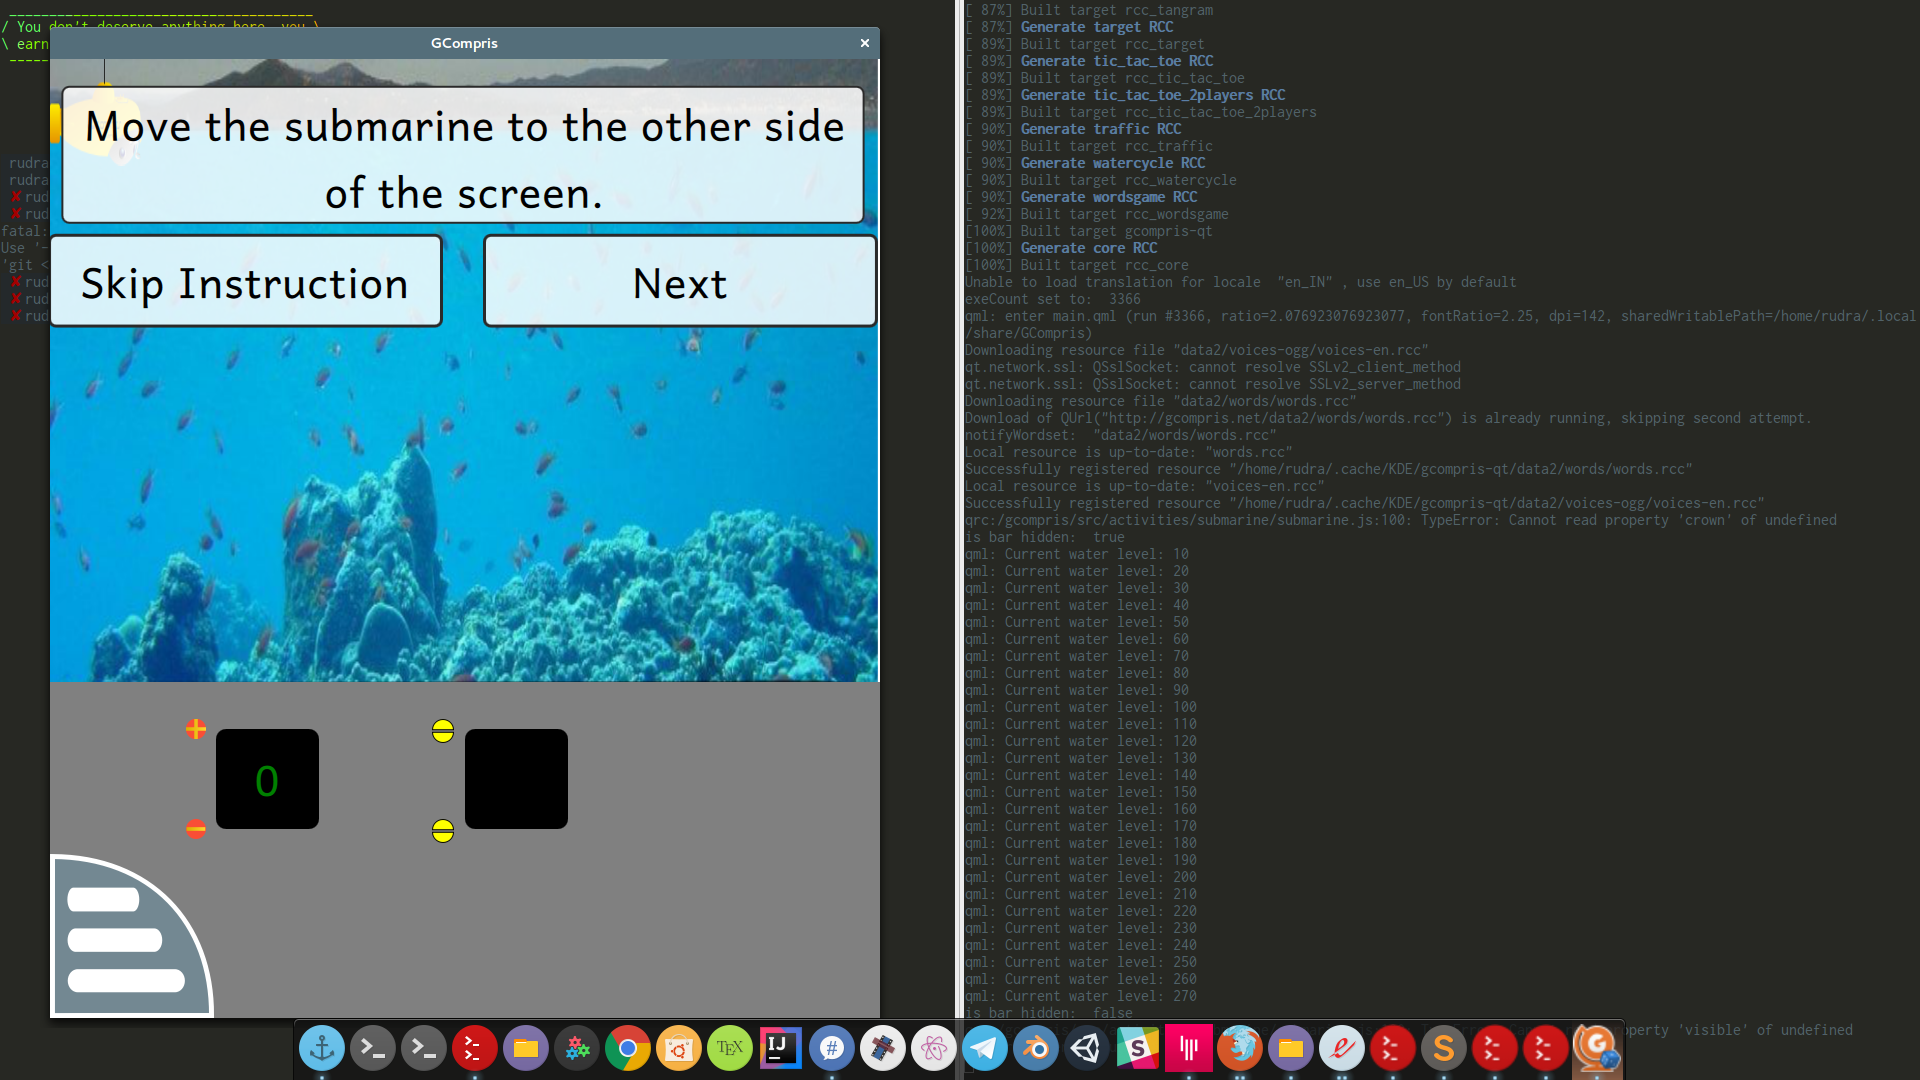 / You don't deserve anything here, you \
\ earn
GCompris
Move the submarine to the other side
of the screen.
Skip Instruction
Next
0
rudra
rudra
✘rud
✘rud
fatal:
Use '-
'git <
✘rud
✘rud
✘rud
[ 87%] Built target rcc_tangram
[ 87%] Generate target RCC
[ 89%] Built target rcc_target
[ 89%] Generate tic_tac_toe RCC
[ 89%] Built target rcc_tic_tac_toe
[ 89%] Generate tic_tac_toe_2players RCC
[ 89%] Built target rcc_tic_tac_toe_2players
[ 90%] Generate traffic RCC
[ 90%] Built target rcc_traffic
[ 90%] Generate watercycle RCC
[ 90%] Built target rcc_watercycle
[ 90%] Generate wordsgame RCC
[ 92%] Built target rcc_wordsgame
[100%] Built target gcompris-qt
[100%] Generate core RCC
[100%] Built target rcc_core
Unable to load translation for locale  "en_IN" , use en_US by default
exeCount set to:  3366
qml: enter main.qml (run #3366, ratio=2.076923076923077, fontRatio=2.25, dpi=142, sharedWritablePath=/home/rudra/.local
/share/GCompris)
Downloading resource file "data2/voices-ogg/voices-en.rcc"
qt.network.ssl: QSslSocket: cannot resolve SSLv2_client_method
qt.network.ssl: QSslSocket: cannot resolve SSLv2_server_method
Downloading resource file "data2/words/words.rcc"
Download of QUrl("http://gcompris.net/data2/words/words.rcc") is already running, skipping second attempt.
notifyWordset:  "data2/words/words.rcc"
Local resource is up-to-date: "words.rcc"
Successfully registered resource "/home/rudra/.cache/KDE/gcompris-qt/data2/words/words.rcc"
Local resource is up-to-date: "voices-en.rcc"
Successfully registered resource "/home/rudra/.cache/KDE/gcompris-qt/data2/voices-ogg/voices-en.rcc"
qrc:/gcompris/src/activities/submarine/submarine.js:100: TypeError: Cannot read property 'crown' of undefined
is bar hidden:  true
qml: Current water level: 10
qml: Current water level: 20
qml: Current water level: 30
qml: Current water level: 40
qml: Current water level: 50
qml: Current water level: 60
qml: Current water level: 70
qml: Current water level: 80
qml: Current water level: 90
qml: Current water level: 100
qml: Current water level: 110
qml: Current water level: 120
qml: Current water level: 130
qml: Current water level: 140
qml: Current water level: 150
qml: Current water level: 160
qml: Current water level: 170
qml: Current water level: 180
qml: Current water level: 190
qml: Current water level: 200
qml: Current water level: 210
qml: Current water level: 220
qml: Current water level: 230
qml: Current water level: 240
qml: Current water level: 250
qml: Current water level: 260
qml: Current water level: 270
is bar hidden:  false
'visible' of undefined
TEX
IJ
#
S
S